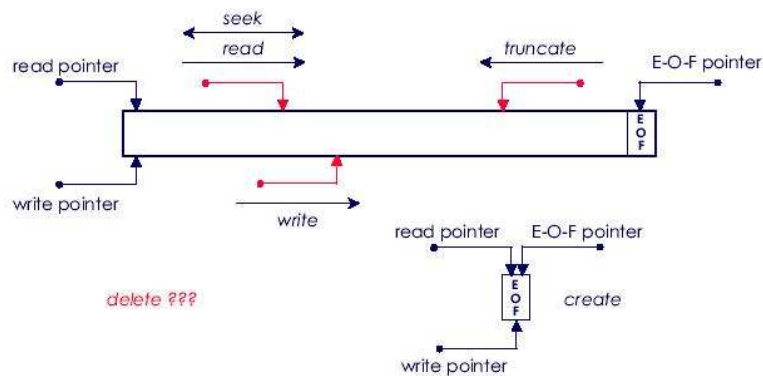 seek
read
truncate
read pointer
E-O-F pointer
E
O
F
write pointer
write
read pointer
E-O-F pointer
delete ???
E
O
F
create
write pointer